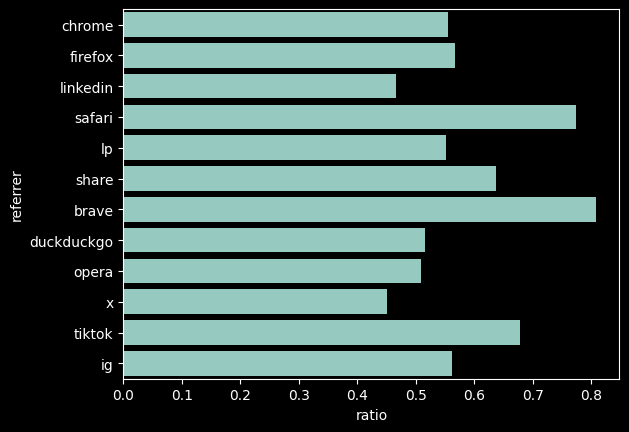 chrome
firefox
linkedin
safari
lp
share
brave
duckduckgo
opera
x
tiktok
ig
referrer
0.0 0.1 0.2 0.3 0.4 0.5 0.6 0.7 0.8
ratio